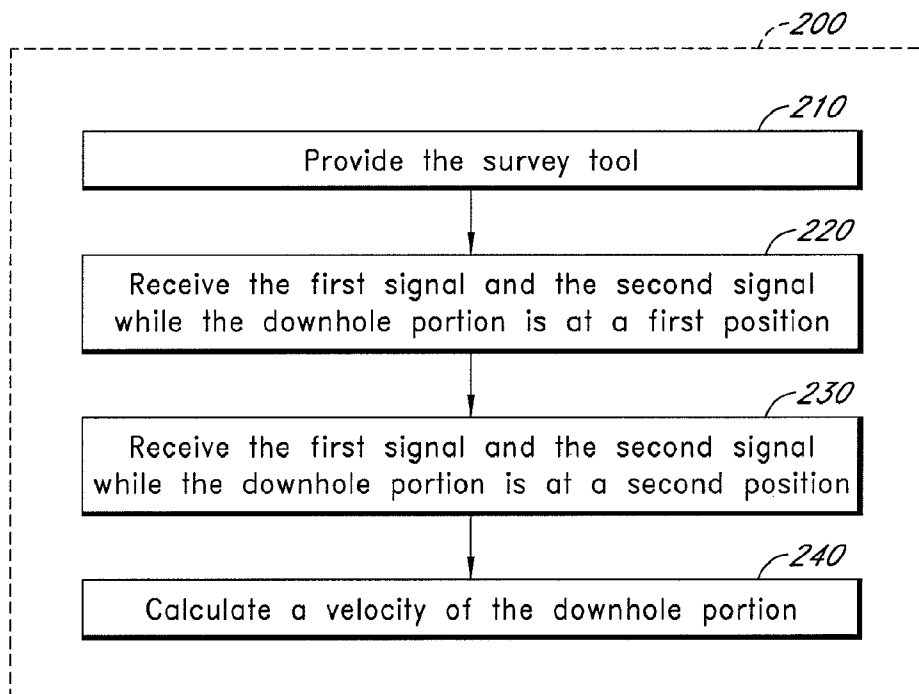 200
210
Provide the survey tool
220
Receive the first signal and the second signal
while the downhole portion is at a first position
230
Receive the first signal and the second signal
while the downhole portion is at a second position
240
Calculate a velocity of the downhole portion